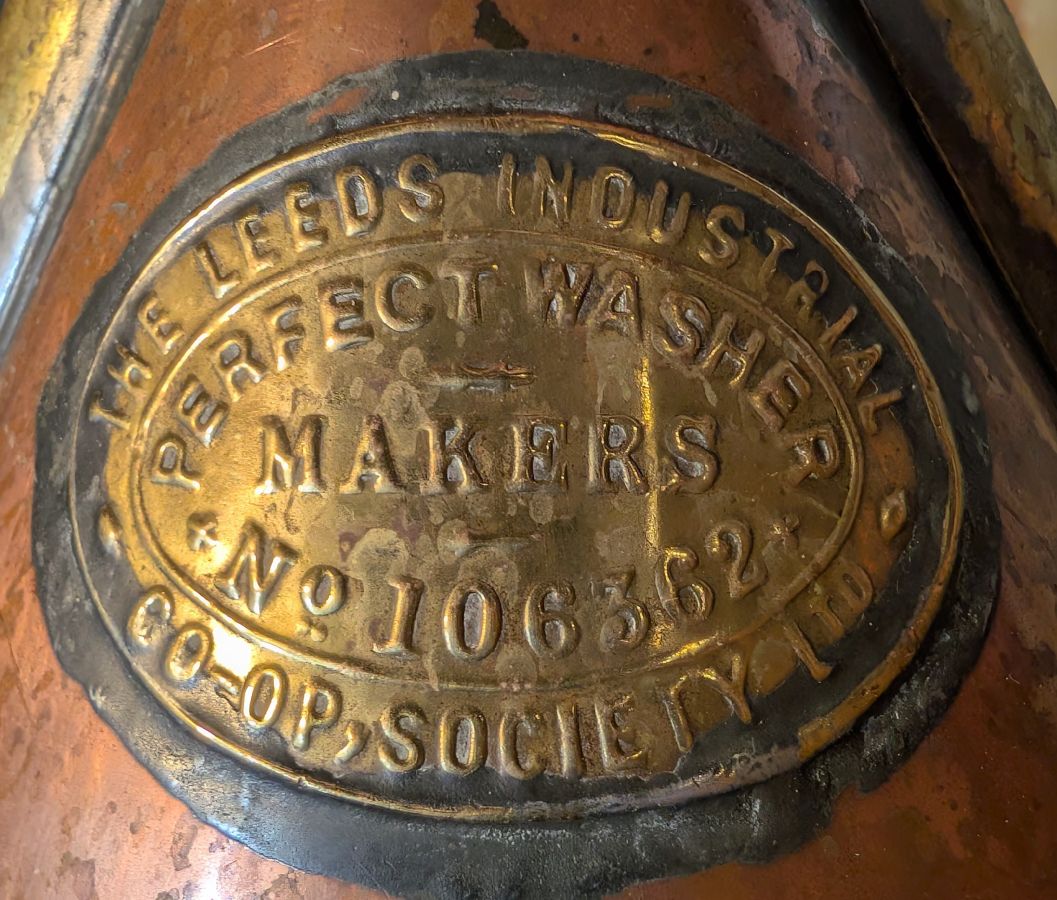 THE LEEDS INDUSTRIAL
PERFECT WASHER
MAKERS
No 106362
CO-OP, SOCIETY LTD